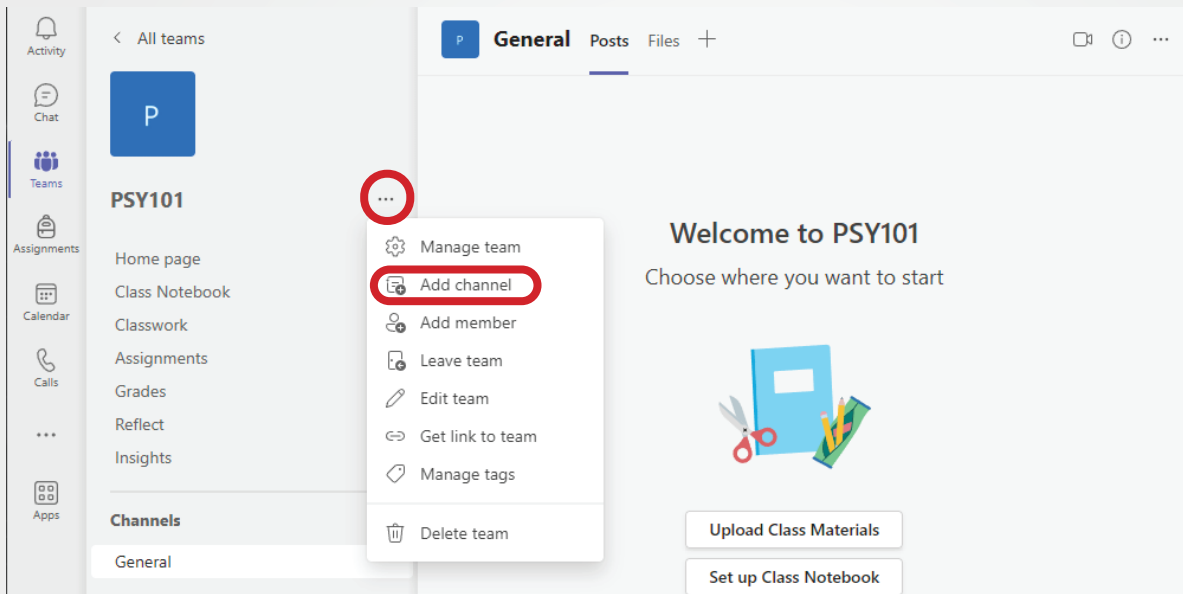 Activity
Chat
Teams
Assignments
Calendar
Calls
Apps
All teams
P
PSY101
Home page
Class Notebook
Classwork
Assignments
Grades
Reflect
Insights
Channels
General
Manage team
Add channel
Add member
Leave team
Edit team
Get link to team
Manage tags
Delete team
P General Posts Files
Welcome to PSY101
Choose where you want to start
Upload Class Materials
Set up Class Notebook